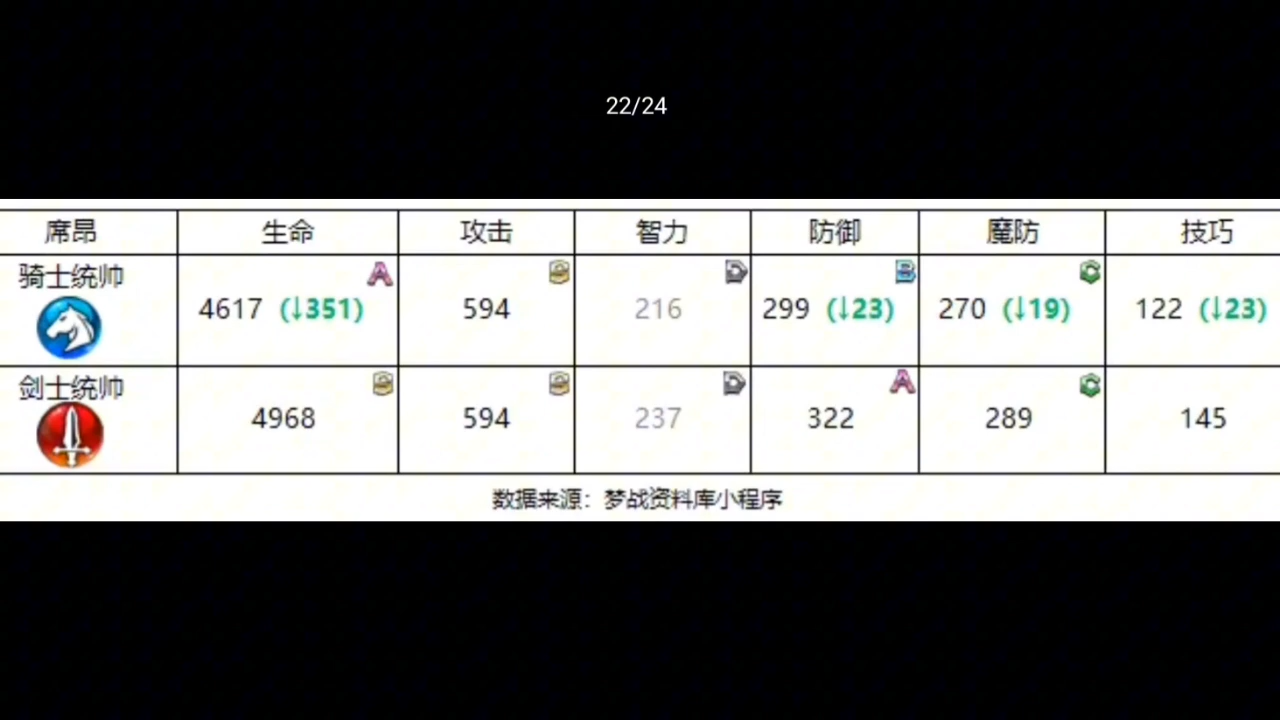 22/24
席昂 生命 攻击 智力 防御 魔防 技巧
骑士统帅 4617 (↓351) A 594 S 216 D 299 (↓23) B 270 (↓19) C 122 (↓23)
剑士统帅 4968 S 594 S 237 D 322 A 289 C 145
数据来源：梦战资料库小程序